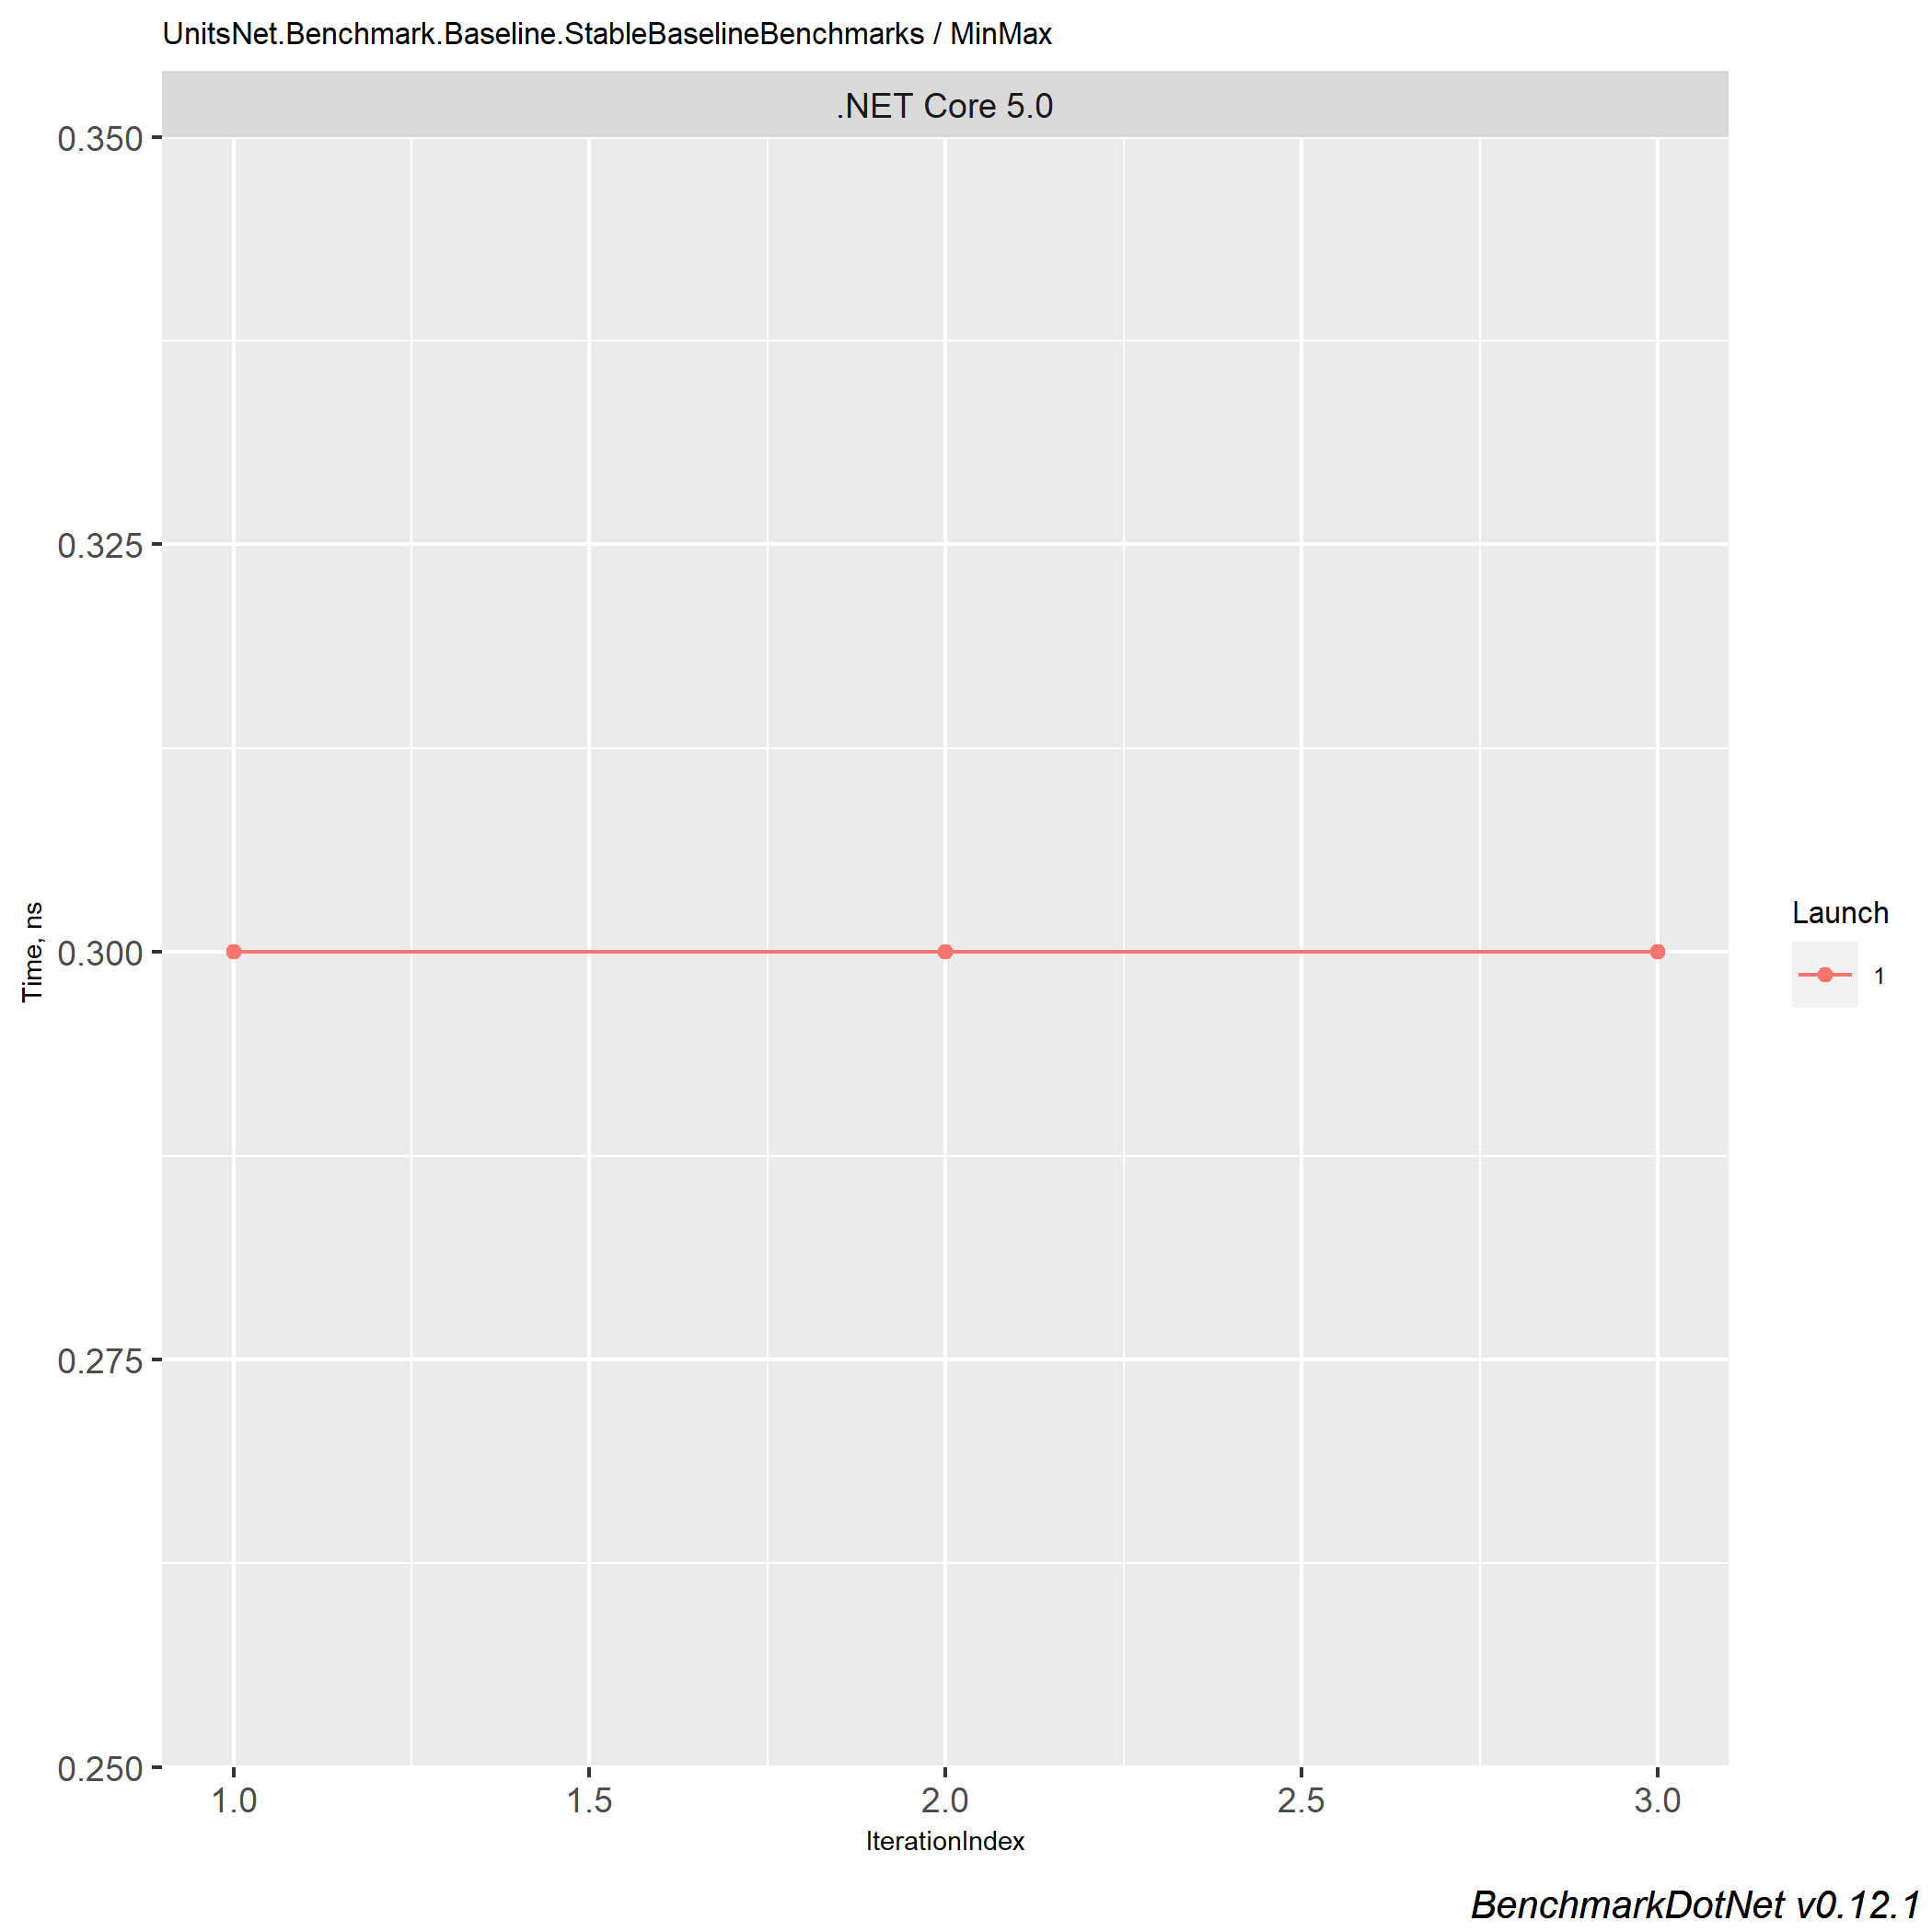 UnitsNet.Benchmark.Baseline.StableBaselineBenchmarks / MinMax
.NET Core 5.0
0.350
0.325
0.300
0.275
0.250
Time, ns
1.0 1.5 2.0 2.5 3.0
IterationIndex
Launch
1
BenchmarkDotNet v0.12.1